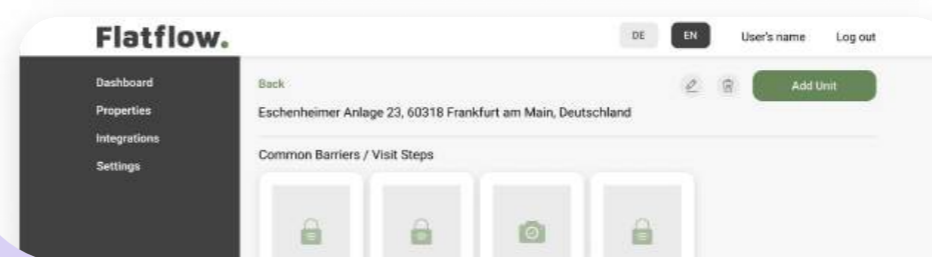 Flatflow.
DE
EN
User's name
Log out
Dashboard
Properties
Integrations
Settings
Back
Add Unit
Eschenheimer Anlage 23, 60318 Frankfurt am Main, Deutschland
Common Barriers / Visit Steps